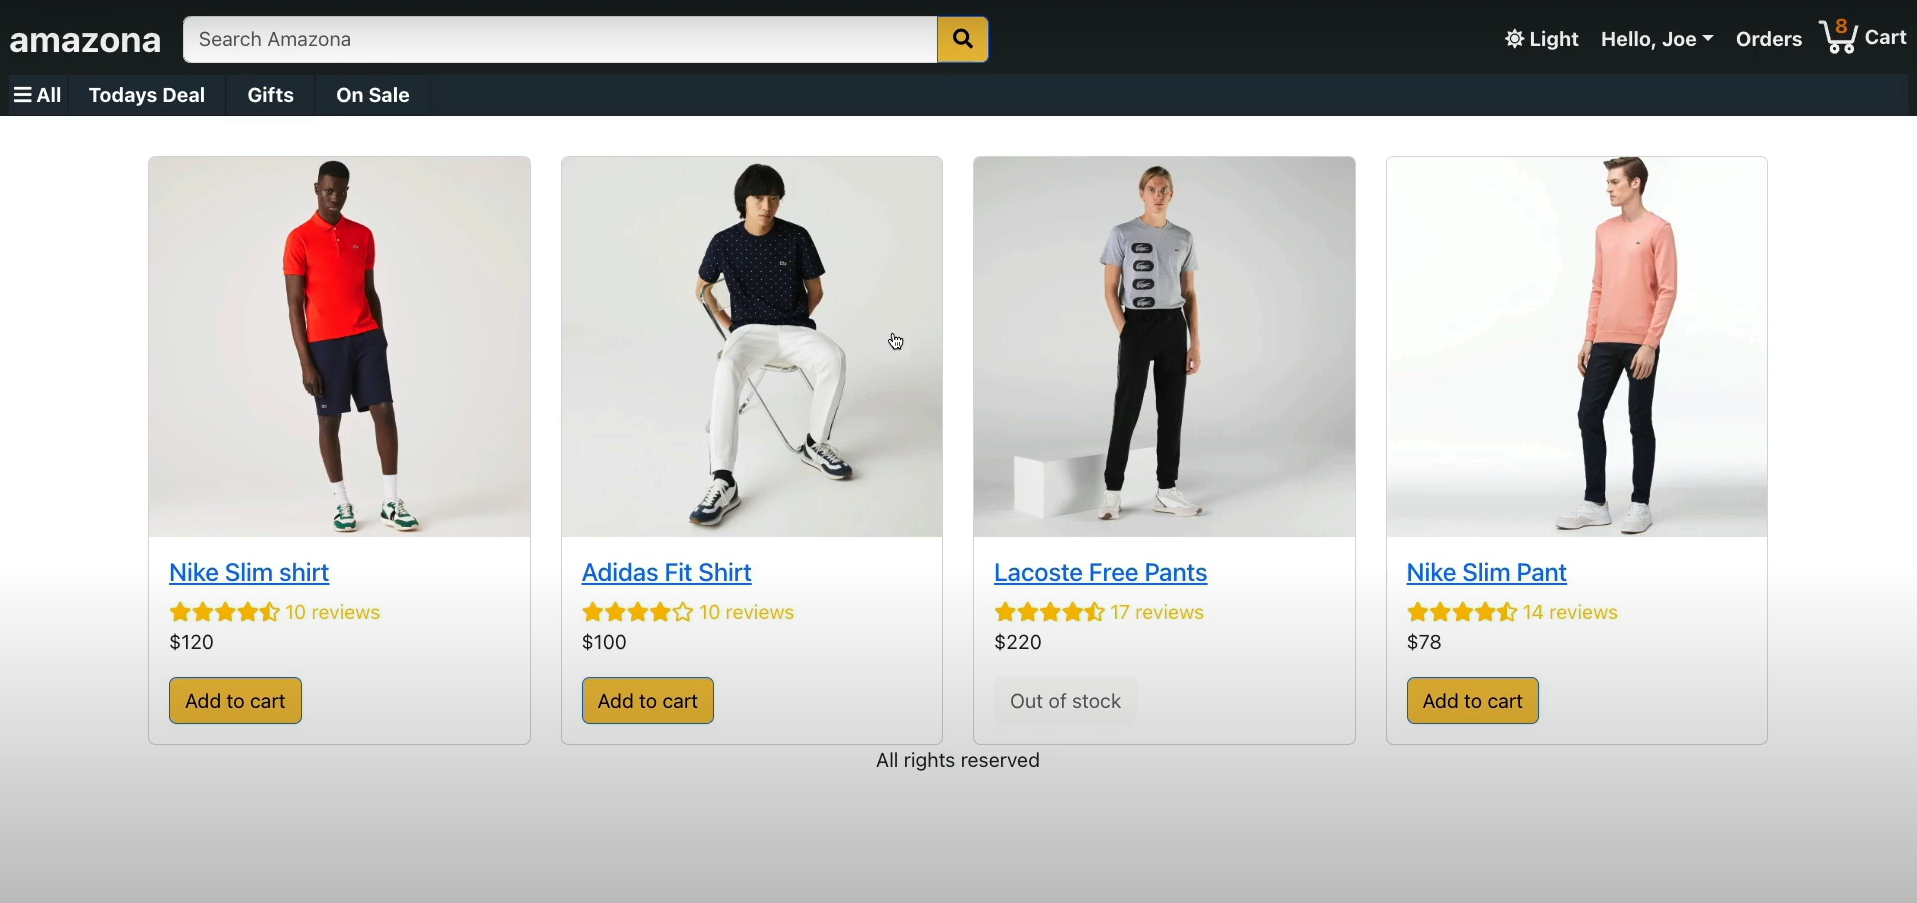 amazona
Search Amazona
Light
Hello, Joe
Orders
8
Cart
All
Todays Deal
Gifts
On Sale
Nike Slim shirt
10 reviews
$120
Add to cart
Adidas Fit Shirt
10 reviews
$100
Add to cart
Lacoste Free Pants
17 reviews
$220
Out of stock
Nike Slim Pant
14 reviews
$78
Add to cart
All rights reserved